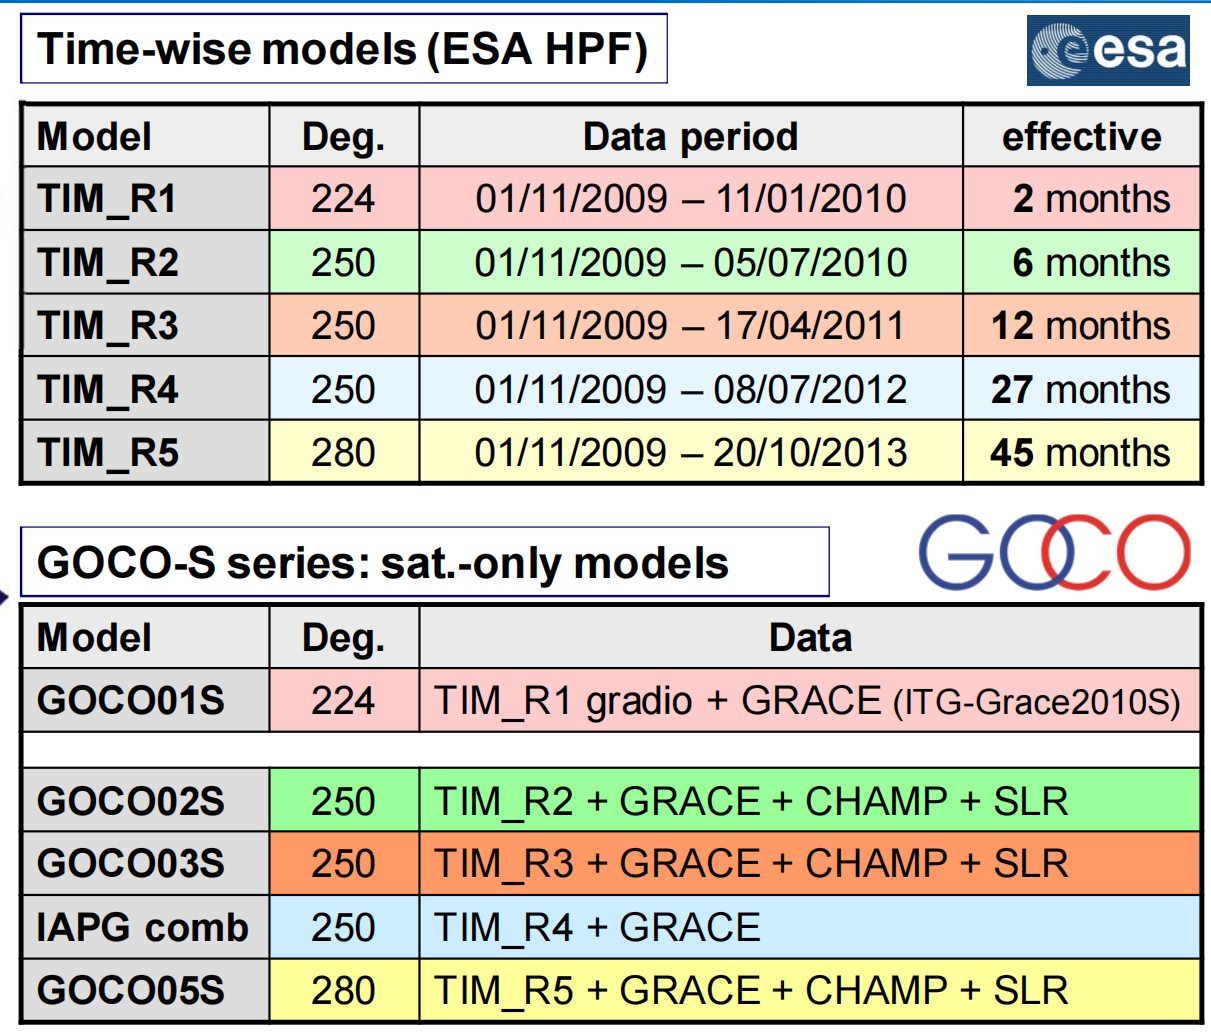 Time-wise models (ESA HPF)
esa
Model Deg. Data period effective
TIM_R1 224 01/11/2009 – 11/01/2010 2 months
TIM_R2 250 01/11/2009 – 05/07/2010 6 months
TIM_R3 250 01/11/2009 – 17/04/2011 12 months
TIM_R4 250 01/11/2009 – 08/07/2012 27 months
TIM_R5 280 01/11/2009 – 20/10/2013 45 months
GOCO-S series: sat.-only models
GOCO
Model Deg. Data
GOCO01S 224 TIM_R1 gradio + GRACE (ITG-Grace2010S)
GOCO02S 250 TIM_R2 + GRACE + CHAMP + SLR
GOCO03S 250 TIM_R3 + GRACE + CHAMP + SLR
IAPG comb 250 TIM_R4 + GRACE
GOCO05S 280 TIM_R5 + GRACE + CHAMP + SLR